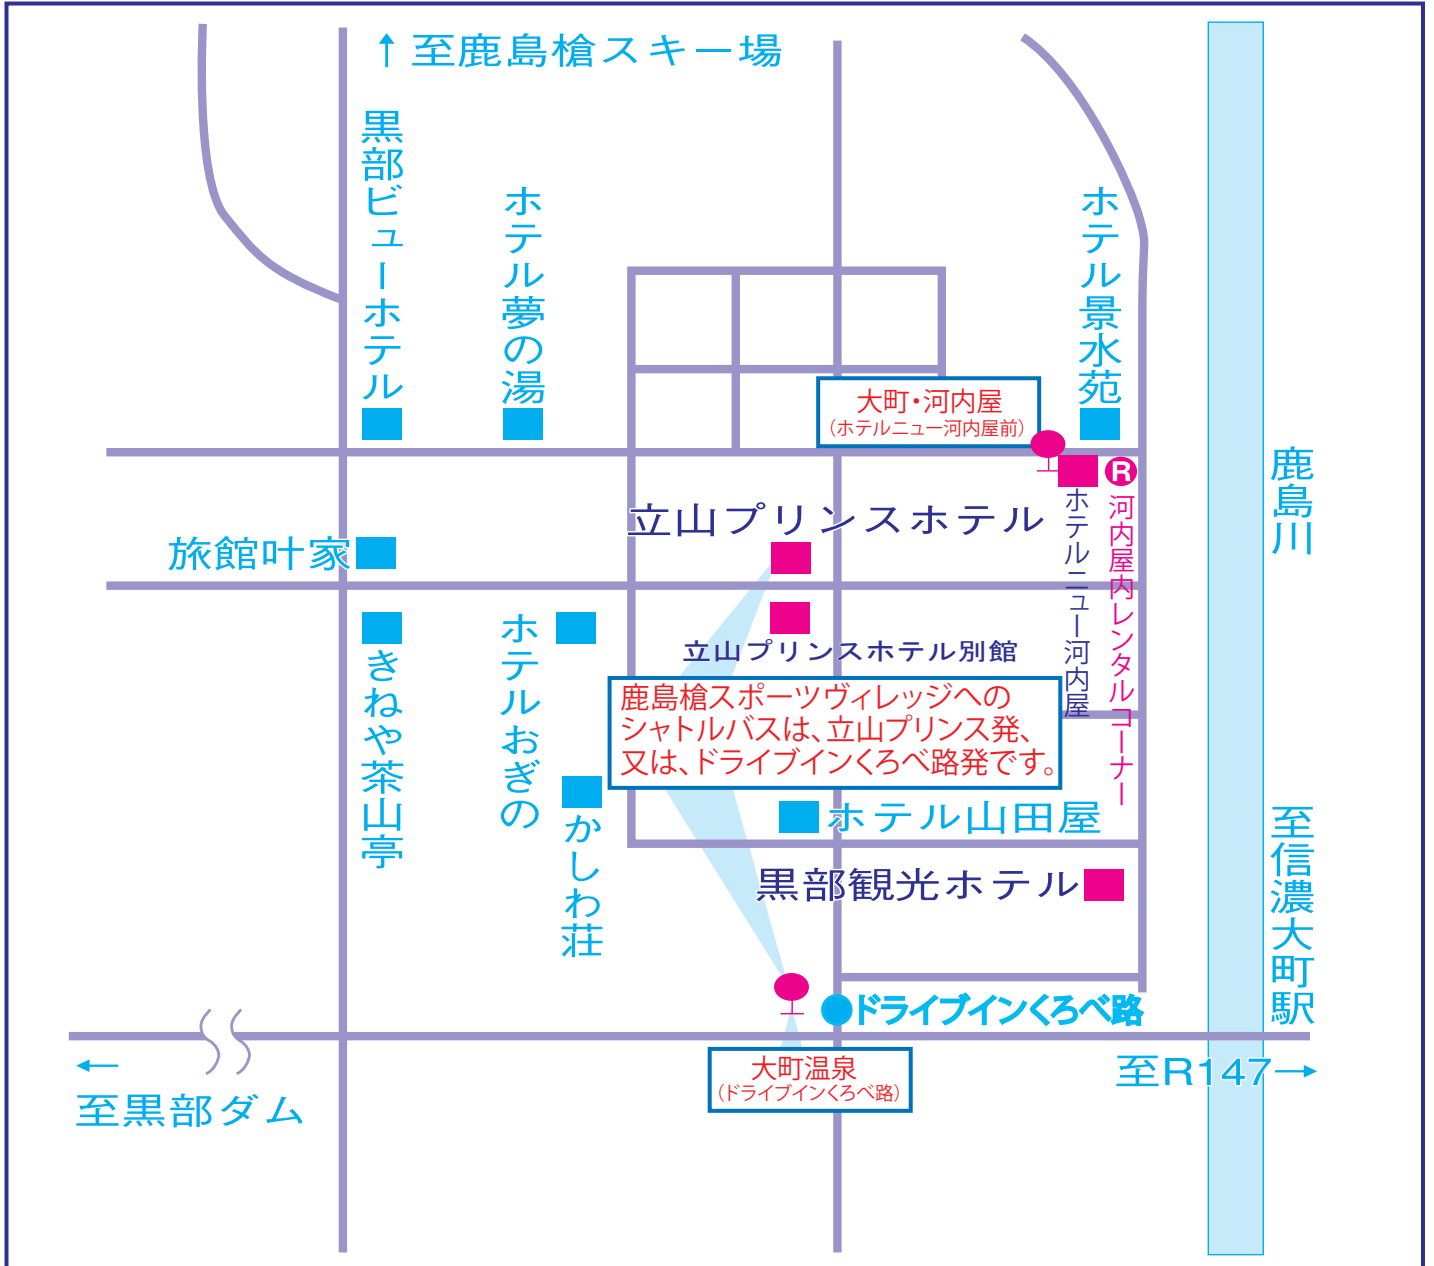 ↑ 至鹿島槍スキー場
黒部ビューホテル
ホテル夢の湯
ホテル景水苑
大町・河内屋
（ホテルニュー河内屋前）
R
鹿島川
立山プリンスホテル
ホテルニュー河内屋
河内屋内レンタルコーナー
旅館叶家
きねや茶山亭
ホテルおぎの
かしわ荘
立山プリンスホテル別館
鹿島槍スポーツヴィレッジへの
シャトルバスは、立山プリンス発、
又は、ドライブインくろべ路発です。
ホテル山田屋
黒部観光ホテル
至信濃大町駅
ドライブインくろべ路
大町温泉
（ドライブインくろべ路）
至R147→
←
至黒部ダム